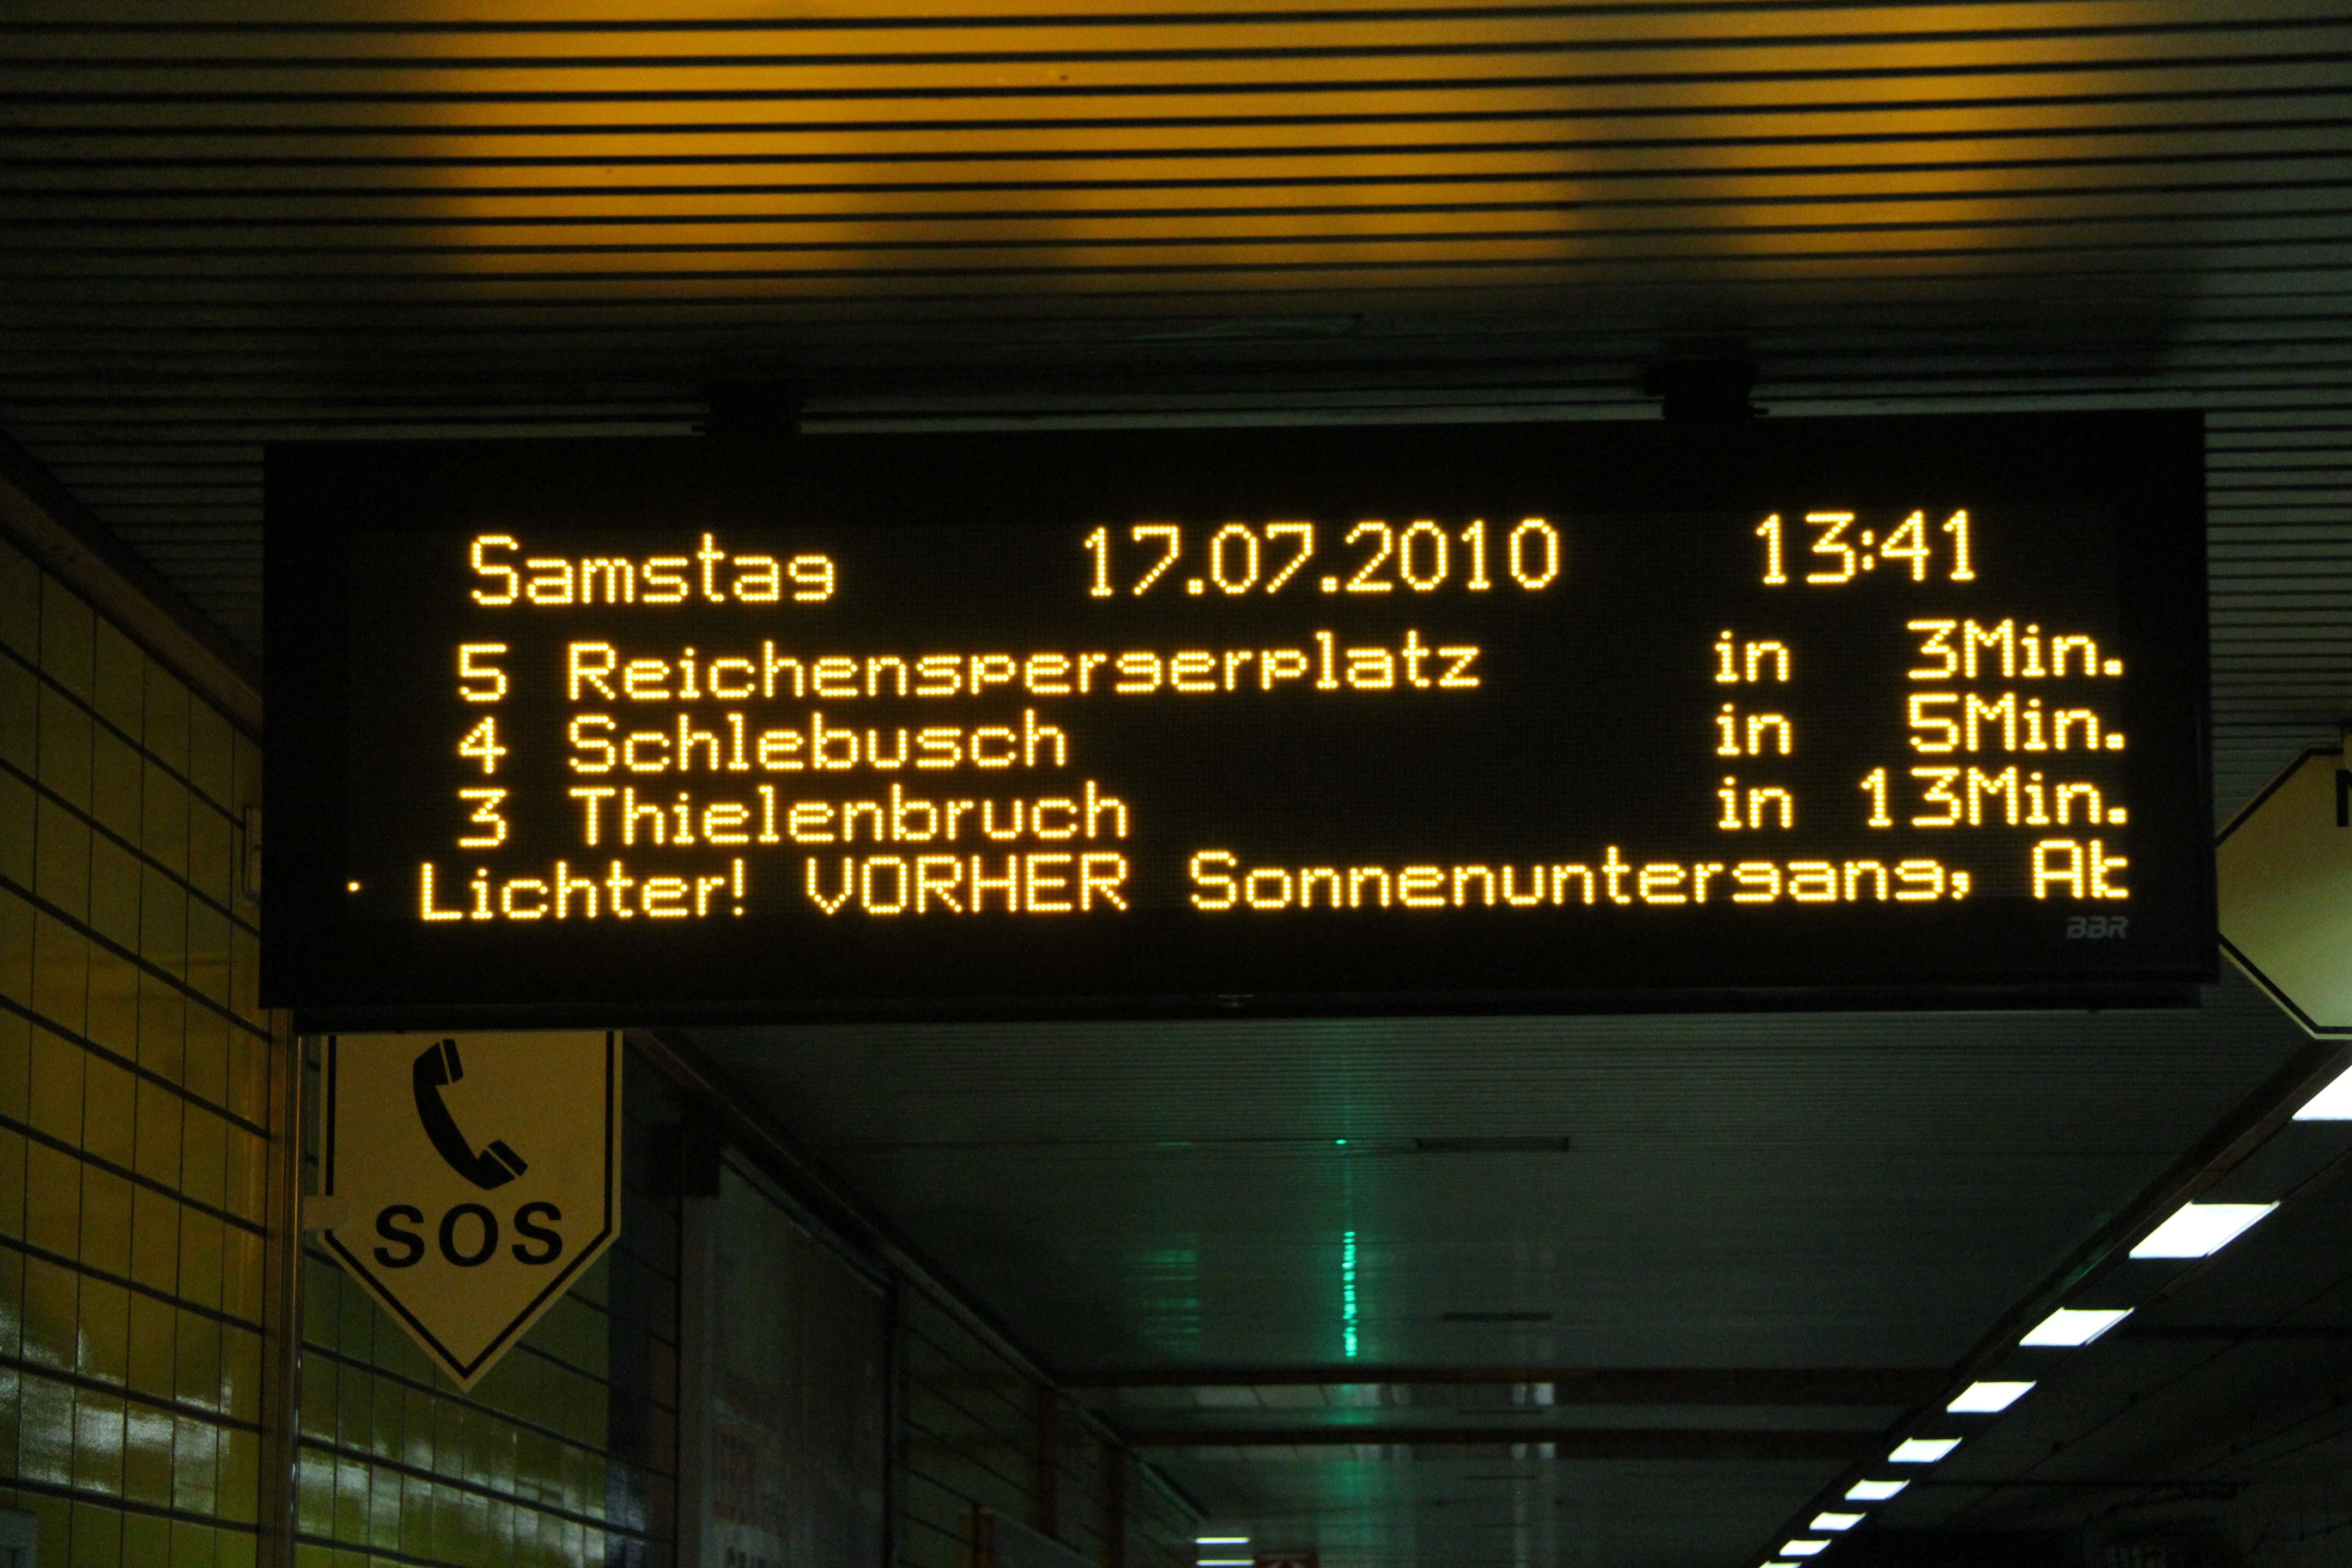 Samstag 17.07.2010 13:41
5 Reichenspergerplatz in 3Min.
4 Schlebusch in 5Min.
3 Thielenbruch in 13Min.
Lichter! VORHER Sonnenuntergang, Ak
BBR
SOS